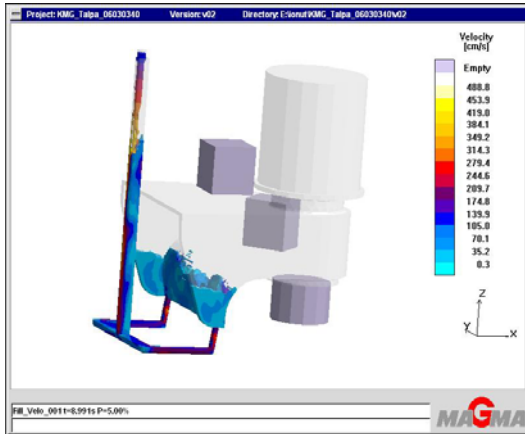 Project: KMG_Talpa_06030340 Version: v02 Directory: E:\ionut\KMG_Talpa_06030340\v02
Velocity
[cm/s]
Empty
488.8
453.9
419.0
384.1
349.2
314.3
279.4
244.6
209.7
174.8
139.9
105.0
70.1
35.2
0.3
Z
Y
X
Fill_Velo_001 t=8.991s P=5.00%
MAGMA